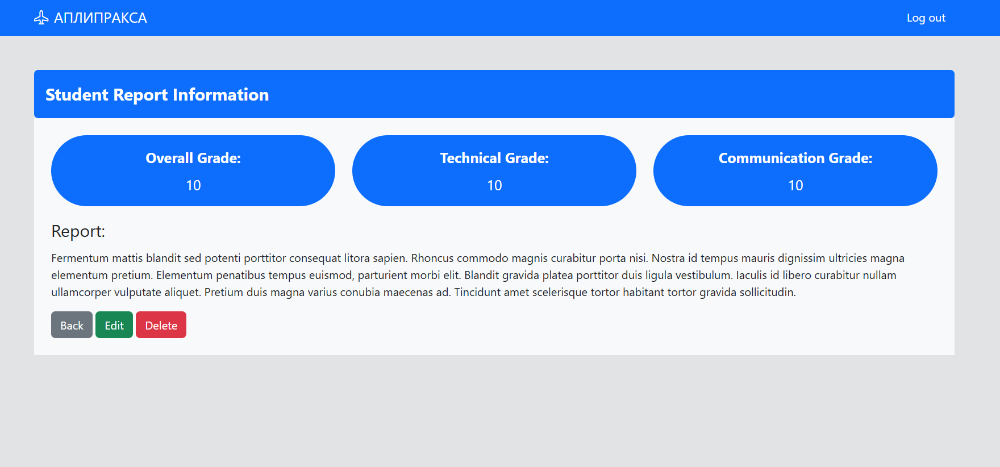 АПЛИПРАКСА
Log out
Student Report Information
Overall Grade:
10
Technical Grade:
10
Communication Grade:
10
Report:
Fermentum mattis blandit sed potenti porttitor consequat litora sapien. Rhoncus commodo magnis curabitur porta nisi. Nostra id tempus mauris dignissim ultricies magna
elementum pretium. Elementum penatibus tempus euismod, parturient morbi elit. Blandit gravida platea porttitor duis ligula vestibulum. Iaculis id libero curabitur nullam
ullamcorper vulputate aliquet. Pretium duis magna varius conubia maecenas ad. Tincidunt amet scelerisque tortor habitant tortor gravida sollicitudin.
Back
Edit
Delete